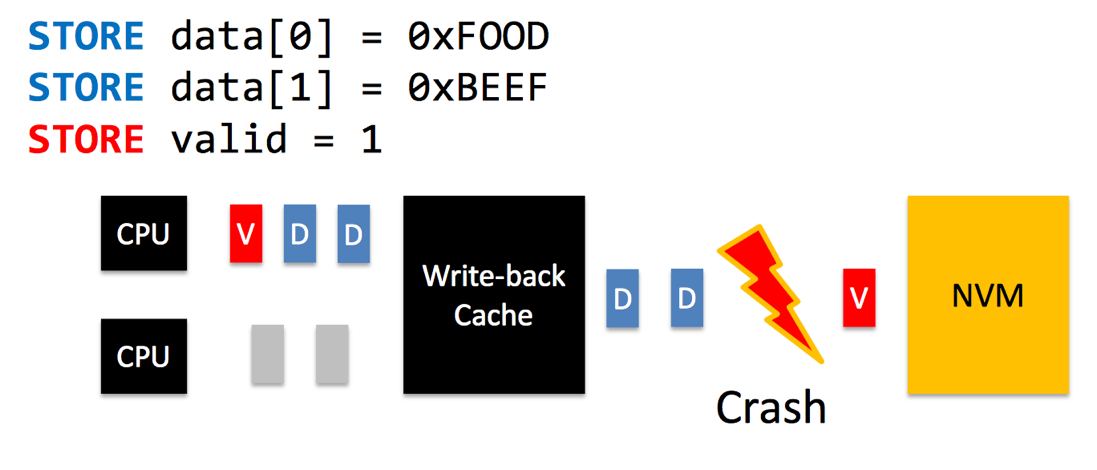 STORE data[0] = 0xFOOD
STORE data[1] = 0xBEEF
STORE valid = 1
CPU V D D
Write-back
Cache
D D V NVM
CPU
Crash